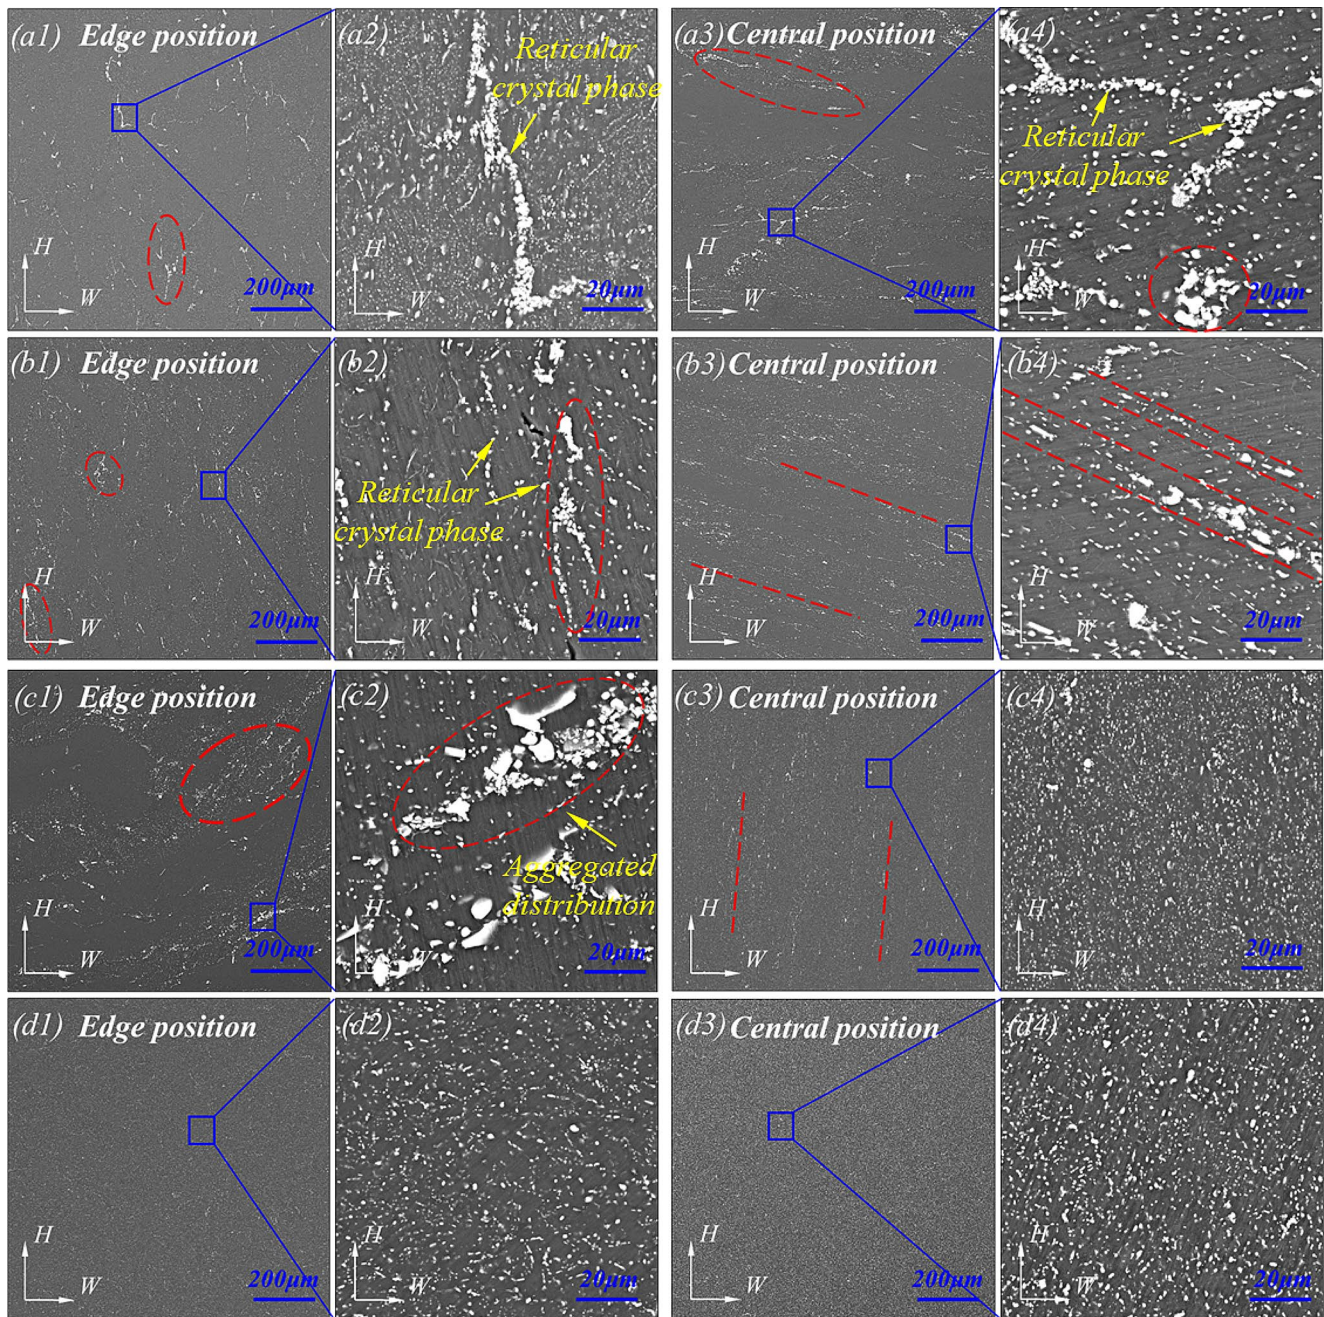 (a1) Edge position
(a2)
Reticular
crystal phase
(a3) Central position
(a4)
Reticular
crystal phase
H
W
200μm
H
W
20μm
H
W
200μm
H
W
20μm
(b1) Edge position
(b2)
Reticular
crystal phase
(b3) Central position
(b4)
H
W
200μm
H
W
20μm
H
W
200μm
H
W
20μm
(c1) Edge position
(c2)
Aggregated
distribution
(c3) Central position
(c4)
H
W
200μm
H
W
20μm
H
W
200μm
H
W
20μm
(d1) Edge position
(d2)
(d3) Central position
(d4)
H
W
200μm
H
W
20μm
H
W
200μm
H
W
20μm